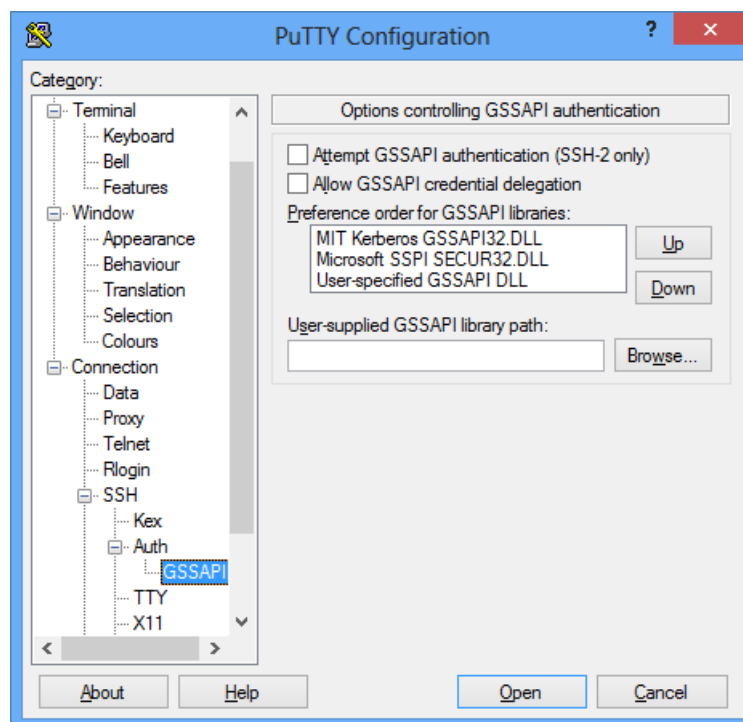 PuTTY Configuration
?
x
Category:
Terminal
Keyboard
Bell
Features
Window
Appearance
Behaviour
Translation
Selection
Colours
Connection
Data
Proxy
Telnet
Rlogin
SSH
Kex
Auth
GSSAPI
TTY
X11
Options controlling GSSAPI authentication
Attempt GSSAPI authentication (SSH-2 only)
Allow GSSAPI credential delegation
Preference order for GSSAPI libraries:
MIT Kerberos GSSAPI32.DLL
Microsoft SSPI SECUR32.DLL
User-specified GSSAPI DLL
Up
Down
User-supplied GSSAPI library path:
Browse...
About
Help
Open
Cancel